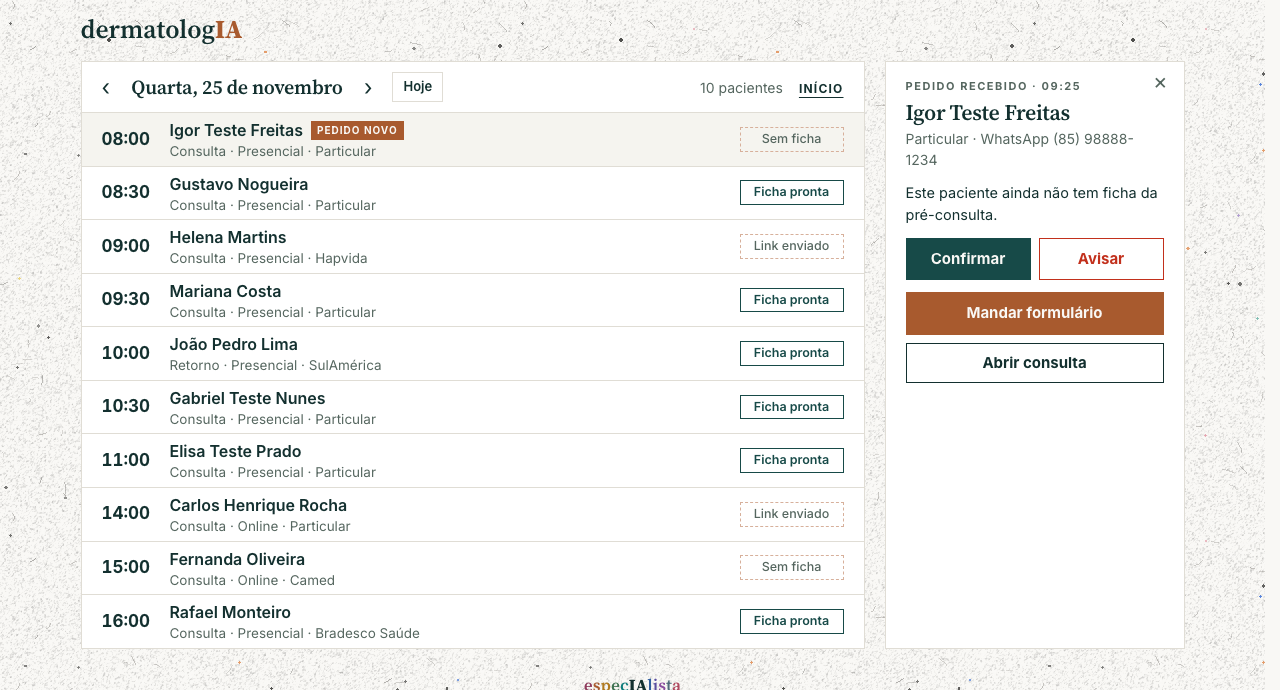 dermatologIA
Quarta, 25 de novembro
Hoje
10 pacientes
INÍCIO
08:00
Igor Teste Freitas
PEDIDO NOVO
Consulta · Presencial · Particular
Sem ficha
08:30
Gustavo Nogueira
Consulta · Presencial · Particular
Ficha pronta
09:00
Helena Martins
Consulta · Presencial · Hapvida
Link enviado
09:30
Mariana Costa
Consulta · Presencial · Particular
Ficha pronta
10:00
João Pedro Lima
Retorno · Presencial · SulAmérica
Ficha pronta
10:30
Gabriel Teste Nunes
Consulta · Presencial · Particular
Ficha pronta
11:00
Elisa Teste Prado
Consulta · Presencial · Particular
Ficha pronta
14:00
Carlos Henrique Rocha
Consulta · Online · Particular
Link enviado
15:00
Fernanda Oliveira
Consulta · Online · Camed
Sem ficha
16:00
Rafael Monteiro
Consulta · Presencial · Bradesco Saúde
Ficha pronta
PEDIDO RECEBIDO · 09:25
Igor Teste Freitas
Particular · WhatsApp (85) 98888-
1234
Este paciente ainda não tem ficha da
pré-consulta.
Confirmar
Avisar
Mandar formulário
Abrir consulta
especIAlista